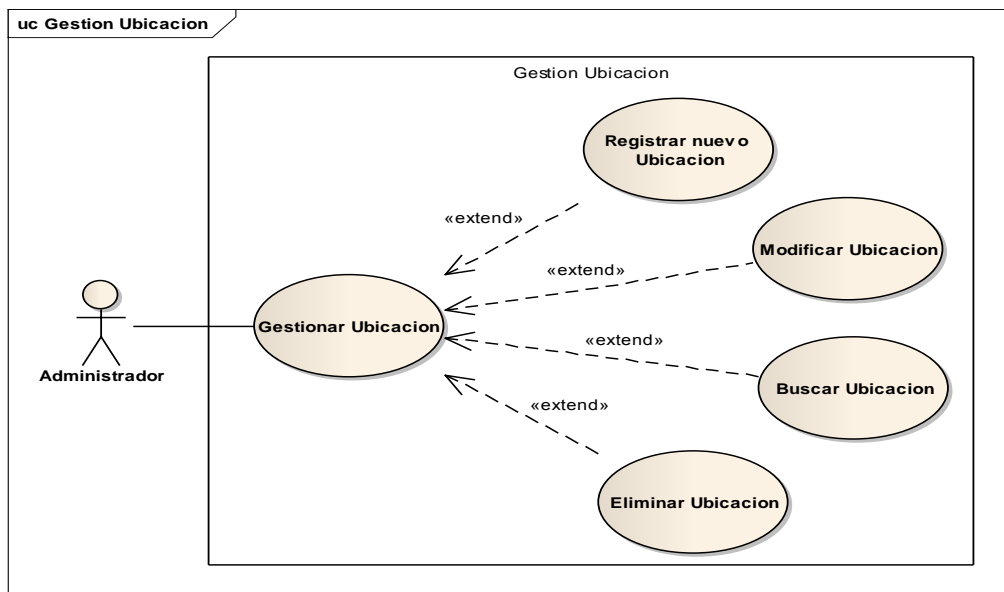 uc Gestion Ubicacion
Gestion Ubicacion
Registrar nuevo
Ubicacion
«extend»
Modificar Ubicacion
«extend»
Gestionar Ubicacion
«extend»
Administrador
Buscar Ubicacion
«extend»
Eliminar Ubicacion